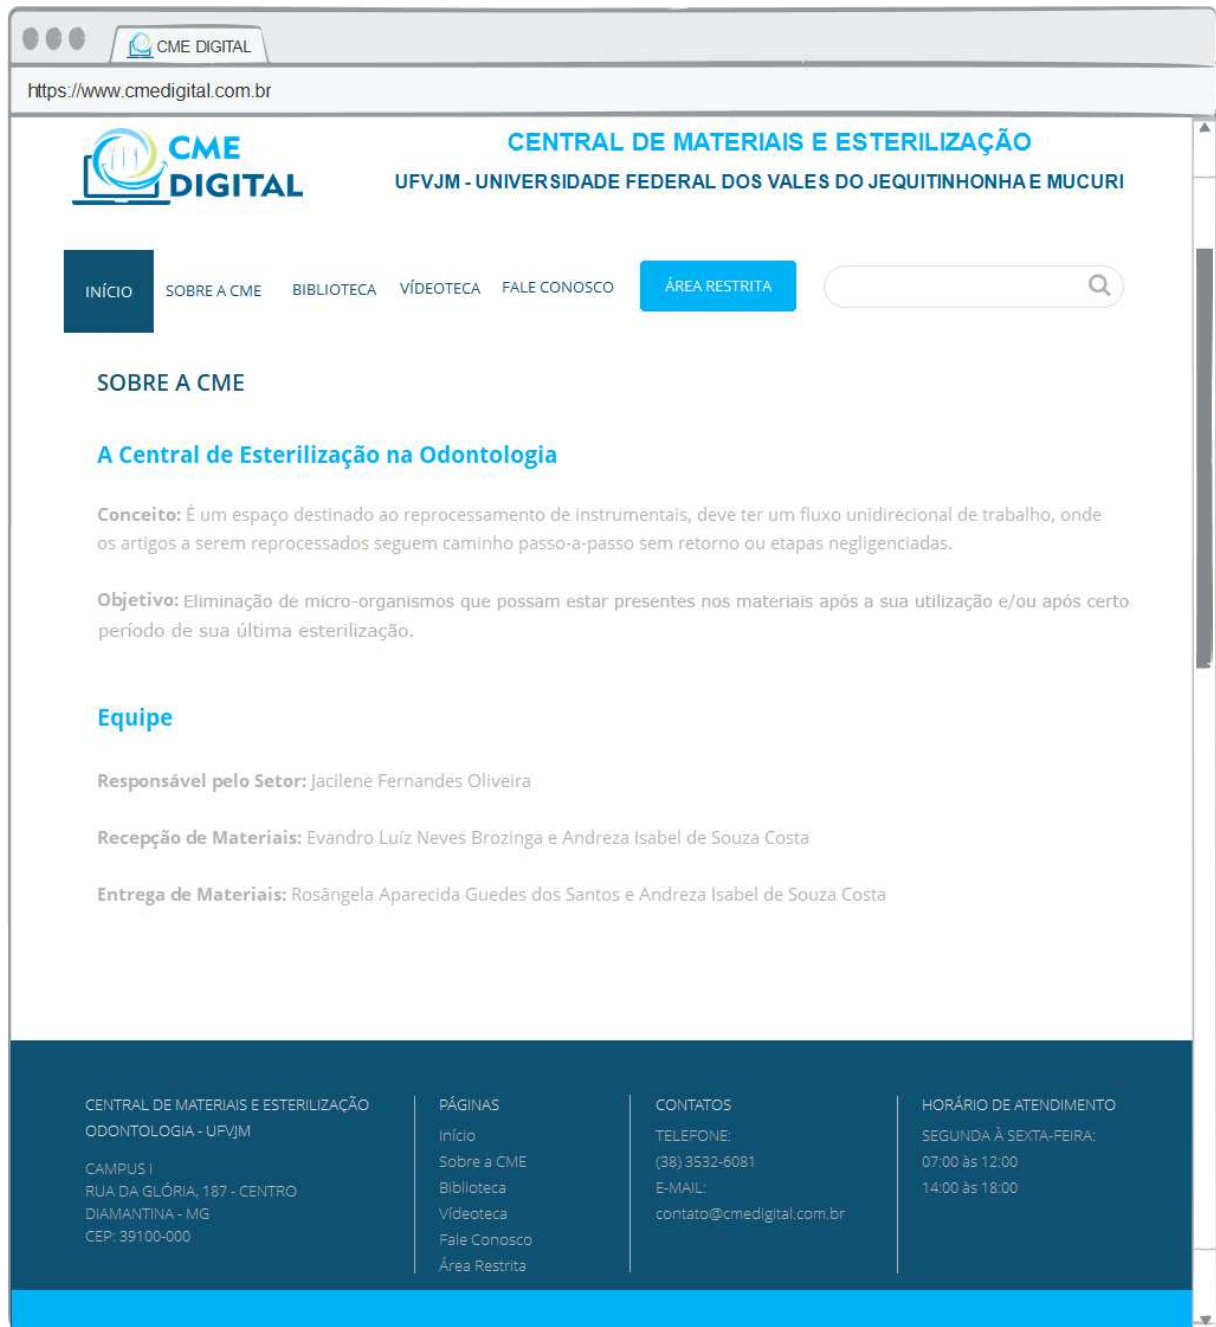 CME DIGITAL
https://www.cmedigital.com.br
CME
DIGITAL
CENTRAL DE MATERIAIS E ESTERILIZAÇÃO
UFVJM - UNIVERSIDADE FEDERAL DOS VALES DO JEQUITINHONHA E MUCURI
INÍCIO SOBRE A CME BIBLIOTECA VÍDEOTECA FALE CONOSCO ÁREA RESTRITA
SOBRE A CME
A Central de Esterilização na Odontologia
Conceito: É um espaço destinado ao reprocessamento de instrumentais, deve ter um fluxo unidirecional de trabalho, onde
os artigos a serem reprocessados seguem caminho passo-a-passo sem retorno ou etapas negligenciadas.
Objetivo: Eliminação de micro-organismos que possam estar presentes nos materiais após a sua utilização e/ou após certo
período de sua última esterilização.
Equipe
Responsável pelo Setor: Jacilene Fernandes Oliveira
Recepção de Materiais: Evandro Luíz Neves Brozinga e Andreza Isabel de Souza Costa
Entrega de Materiais: Rosângela Aparecida Guedes dos Santos e Andreza Isabel de Souza Costa
CENTRAL DE MATERIAIS E ESTERILIZAÇÃO
ODONTOLOGIA - UFVJM
CAMPUS I
RUA DA GLÓRIA, 187 - CENTRO
DIAMANTINA - MG
CEP: 39100-000
PÁGINAS
Início
Sobre a CME
Biblioteca
Vídeoteca
Fale Conosco
Área Restrita
CONTATOS
TELEFONE:
(38) 3532-6081
E-MAIL:
contato@cmedigital.com.br
HORÁRIO DE ATENDIMENTO
SEGUNDA À SEXTA-FEIRA:
07:00 às 12:00
14:00 às 18:00